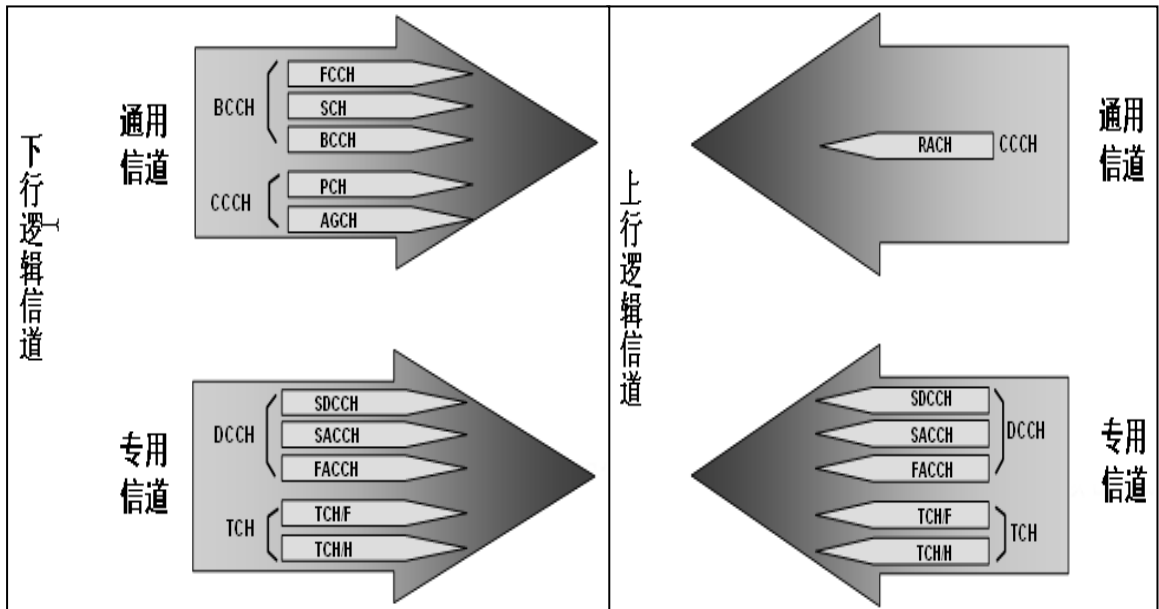 下行逻辑信道
通用
信道
BCCH
FCCH
SCH
BCCH
CCCH
PCH
AGCH
专用
信道
DCCH
SDCCH
SACCH
FACCH
TCH
TCH/F
TCH/H
上行逻辑信道
RACH
CCCH
通用
信道
SDCCH
SACCH
FACCH
DCCH
TCH/F
TCH/H
TCH
专用
信道